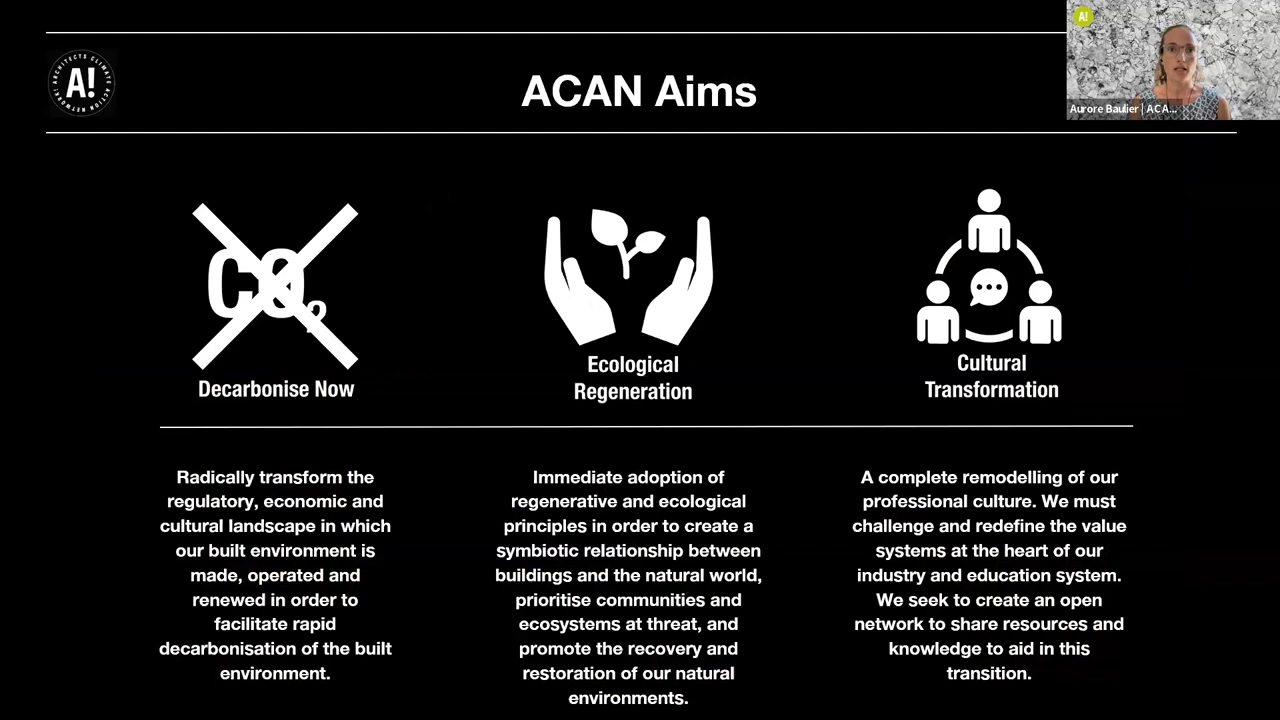 ARCHITECTS CLIMATE ACTION NETWORK!
A!
ACAN Aims
A!
Aurore Baulier | ACA...
CO2
Decarbonise Now
Ecological
Regeneration
Cultural
Transformation
Radically transform the
regulatory, economic and
cultural landscape in which
our built environment is
made, operated and
renewed in order to
facilitate rapid
decarbonisation of the built
environment.
Immediate adoption of
regenerative and ecological
principles in order to create a
symbiotic relationship between
buildings and the natural world,
prioritise communities and
ecosystems at threat, and
promote the recovery and
restoration of our natural
environments.
A complete remodelling of our
professional culture. We must
challenge and redefine the value
systems at the heart of our
industry and education system.
We seek to create an open
network to share resources and
knowledge to aid in this
transition.